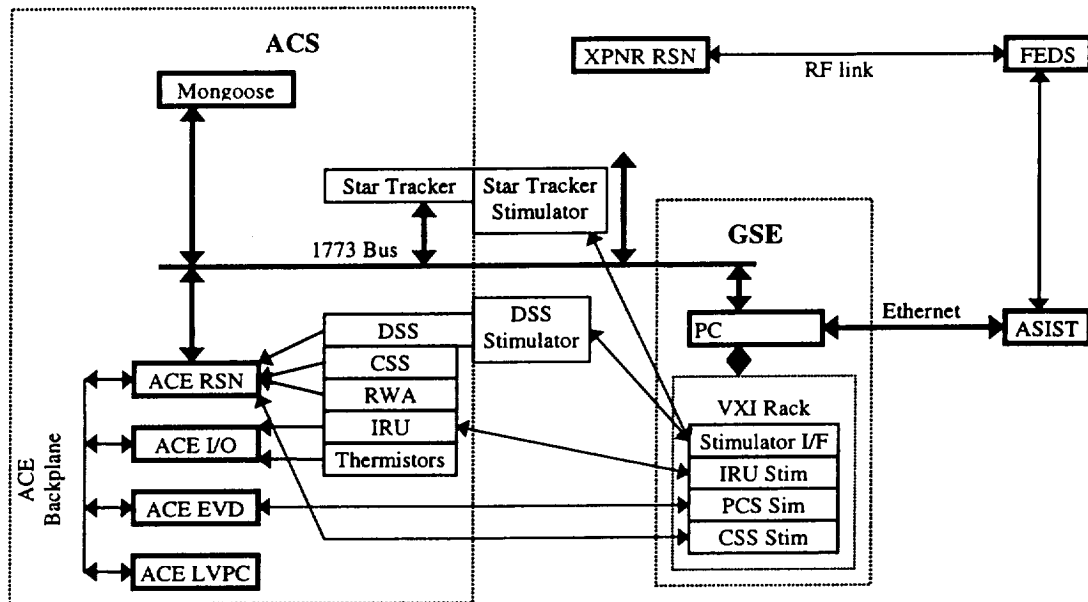 ACS
Mongoose
XPNR RSN
RF link
FEDS
Star Tracker
Star Tracker
Stimulator
1773 Bus
GSE
DSS
DSS
Stimulator
PC
Ethernet
ASIST
CSS
ACE RSN
RWA
VXI Rack
ACE I/O
IRU
Stimulator I/F
Thermistors
IRU Stim
ACE
Backplane
ACE EVD
PCS Sim
CSS Stim
ACE LVPC